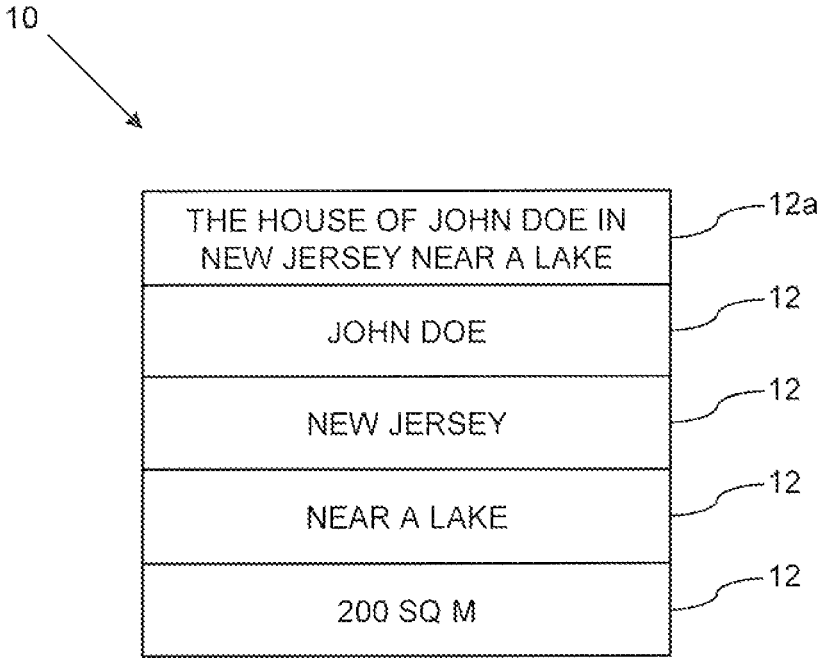 10
THE HOUSE OF JOHN DOE IN
NEW JERSEY NEAR A LAKE
12a
JOHN DOE
12
NEW JERSEY
12
NEAR A LAKE
12
200 SQ M
12